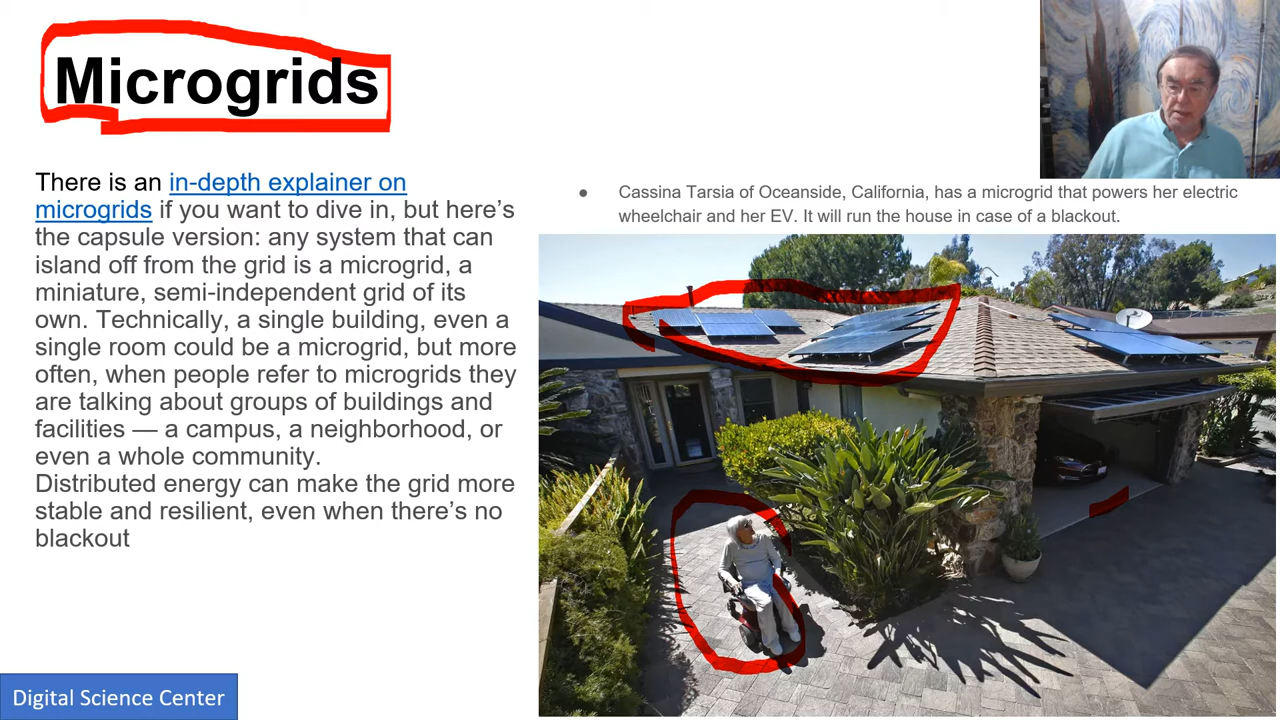 Microgrids
There is an in-depth explainer on
microgrids if you want to dive in, but here’s
the capsule version: any system that can
island off from the grid is a microgrid, a
miniature, semi-independent grid of its
own. Technically, a single building, even a
single room could be a microgrid, but more
often, when people refer to microgrids they
are talking about groups of buildings and
facilities — a campus, a neighborhood, or
even a whole community.
Distributed energy can make the grid more
stable and resilient, even when there’s no
blackout
● Cassina Tarsia of Oceanside, California, has a microgrid that powers her electric
wheelchair and her EV. It will run the house in case of a blackout.
Digital Science Center